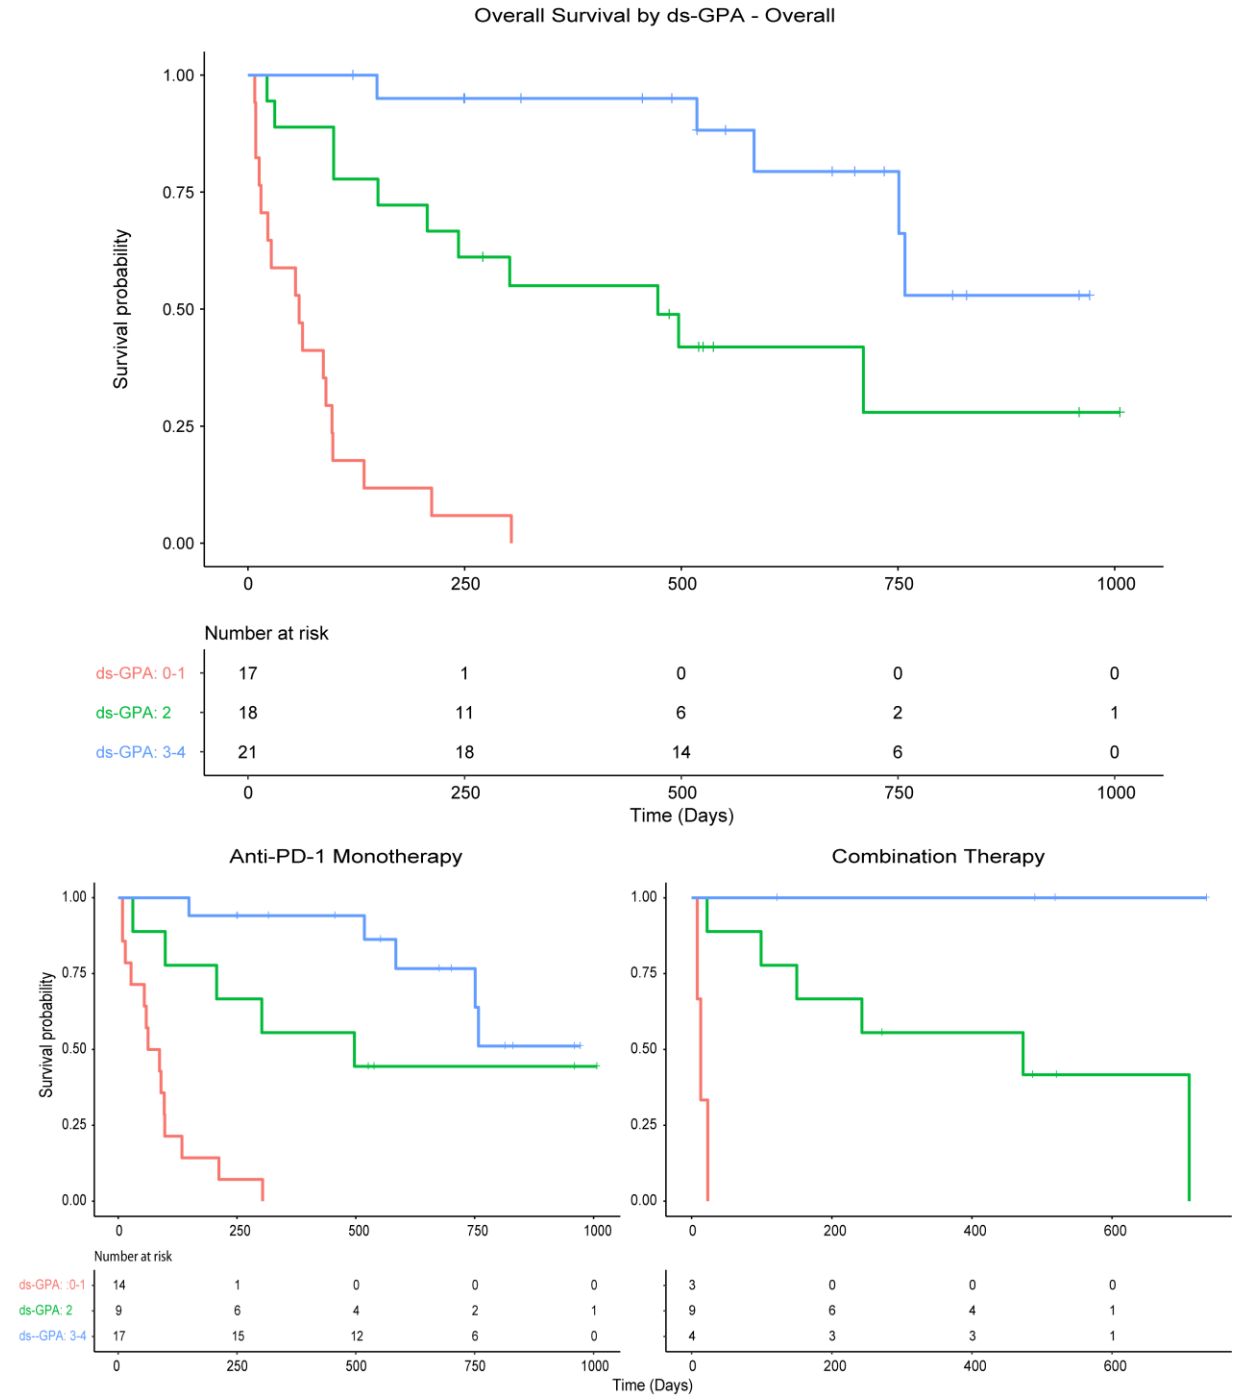 Overall Survival by ds-GPA - Overall
1.00
0.75
0.50
0.25
0.00
Survival probability
0 250 500 750 1000
Number at risk
ds-GPA: 0-1 17 1 0 0 0
ds-GPA: 2 18 11 6 2 1
ds-GPA: 3-4 21 18 14 6 0
0 250 500 750 1000
Time (Days)
Anti-PD-1 Monotherapy
1.00
0.75
0.50
0.25
0.00
Survival probability
0 250 500 750 1000
Combination Therapy
1.00
0.75
0.50
0.25
0.00
0 200 400 600
Number at risk
ds-GPA: :0-1 14 1 0 0 0
ds-GPA: 2 9 6 4 2 1
ds--GPA: 3-4 17 15 12 6 0
0 250 500 750 1000
3 0 0 0
9 6 4 1
4 3 3 1
0 200 400 600
Time (Days)